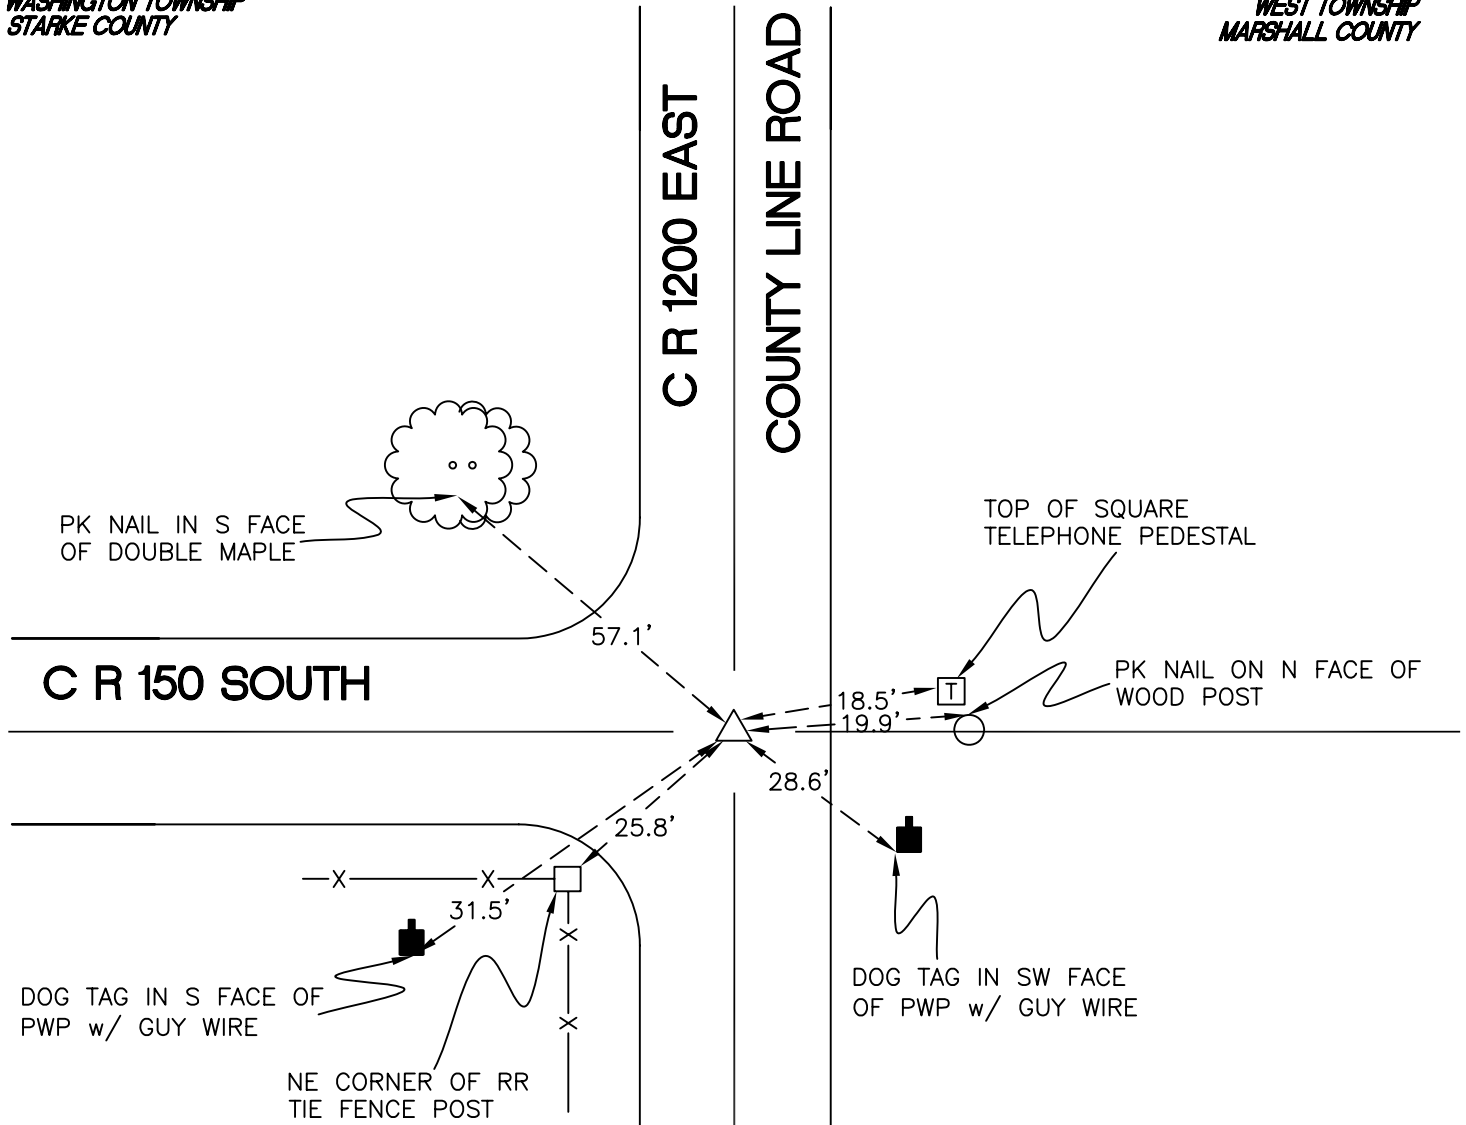 WASHINGTON TOWNSHIP
STARKE COUNTY
WEST TOWNSHIP
MARSHALL COUNTY
C R 1200 EAST
COUNTY LINE ROAD
PK NAIL IN S FACE
OF DOUBLE MAPLE
TOP OF SQUARE
TELEPHONE PEDESTAL
57.1'
C R 150 SOUTH
PK NAIL ON N FACE OF
WOOD POST
T
18.5'
19.9'
28.6'
25.8'
X X
31.5'
X
X
DOG TAG IN S FACE OF
PWP w/ GUY WIRE
DOG TAG IN SW FACE
OF PWP w/ GUY WIRE
NE CORNER OF RR
TIE FENCE POST